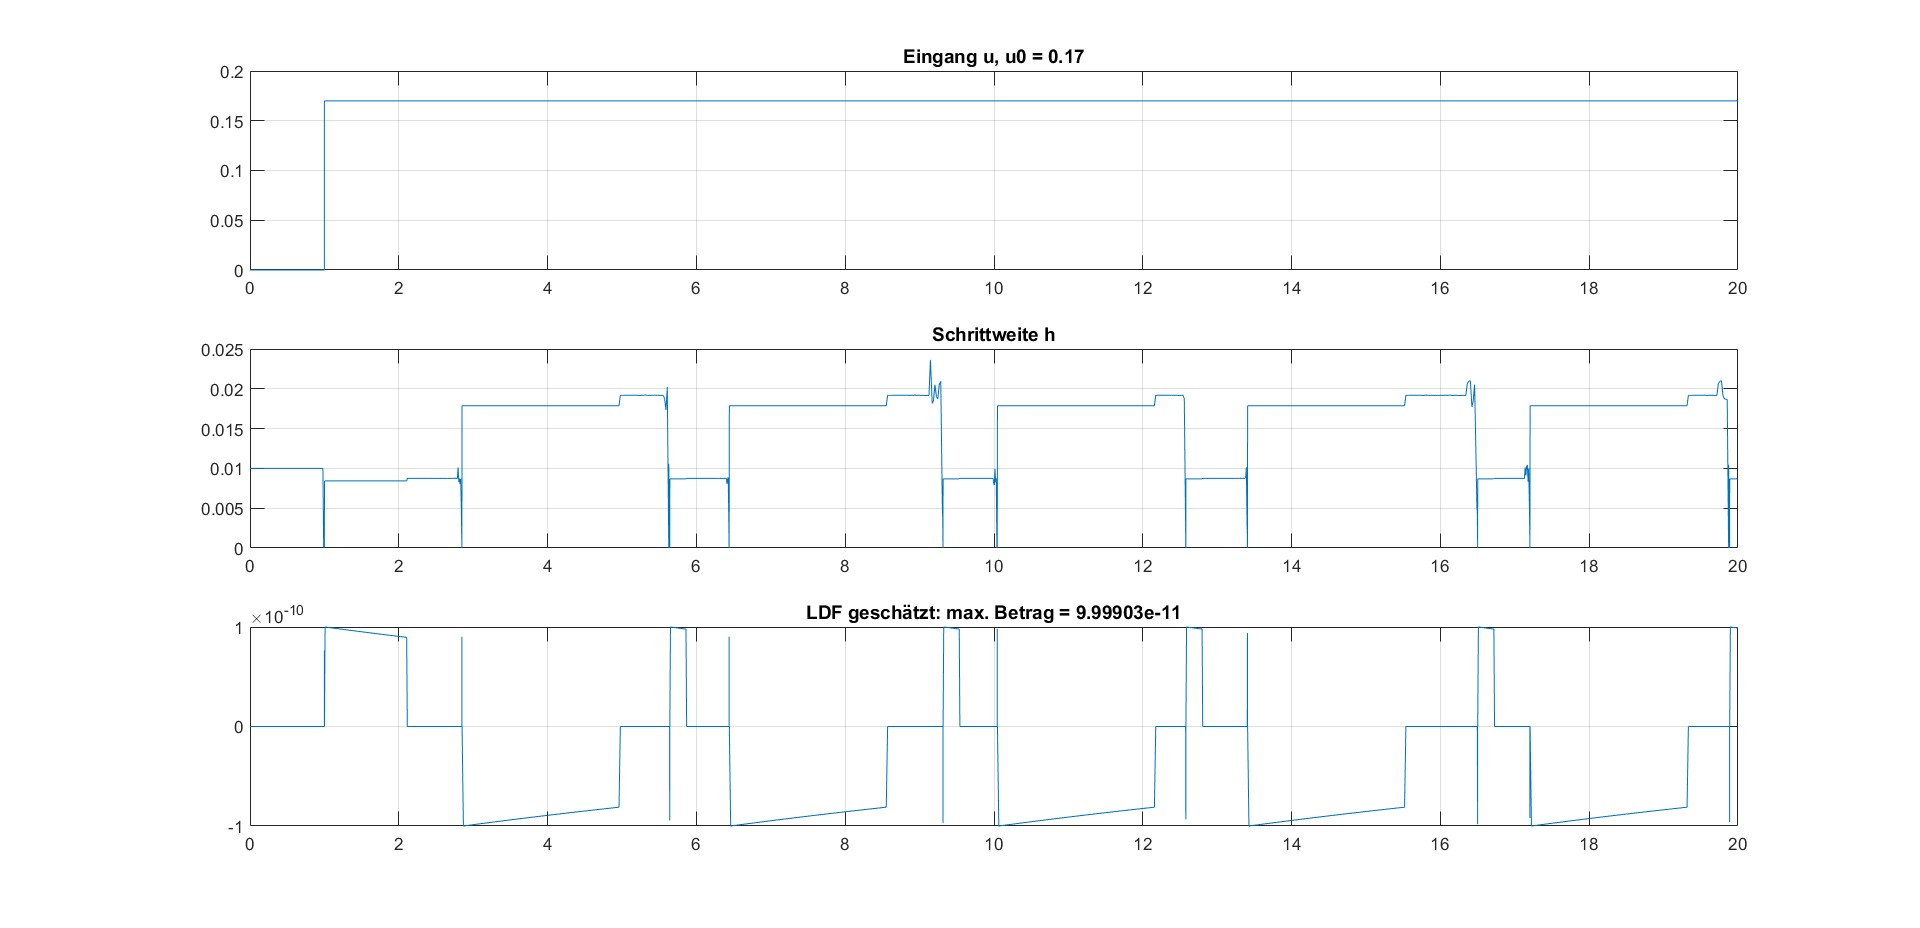 Eingang u, u0 = 0.17
0.2
0.15
0.1
0.05
0
0 2 4 6 8 10 12 14 16 18 20
Schrittweite h
0.025
0.02
0.015
0.01
0.005
0
0 2 4 6 8 10 12 14 16 18 20
LDF geschätzt: max. Betrag = 9.99903e-11
×10⁻¹⁰
1
0
-1
0 2 4 6 8 10 12 14 16 18 20